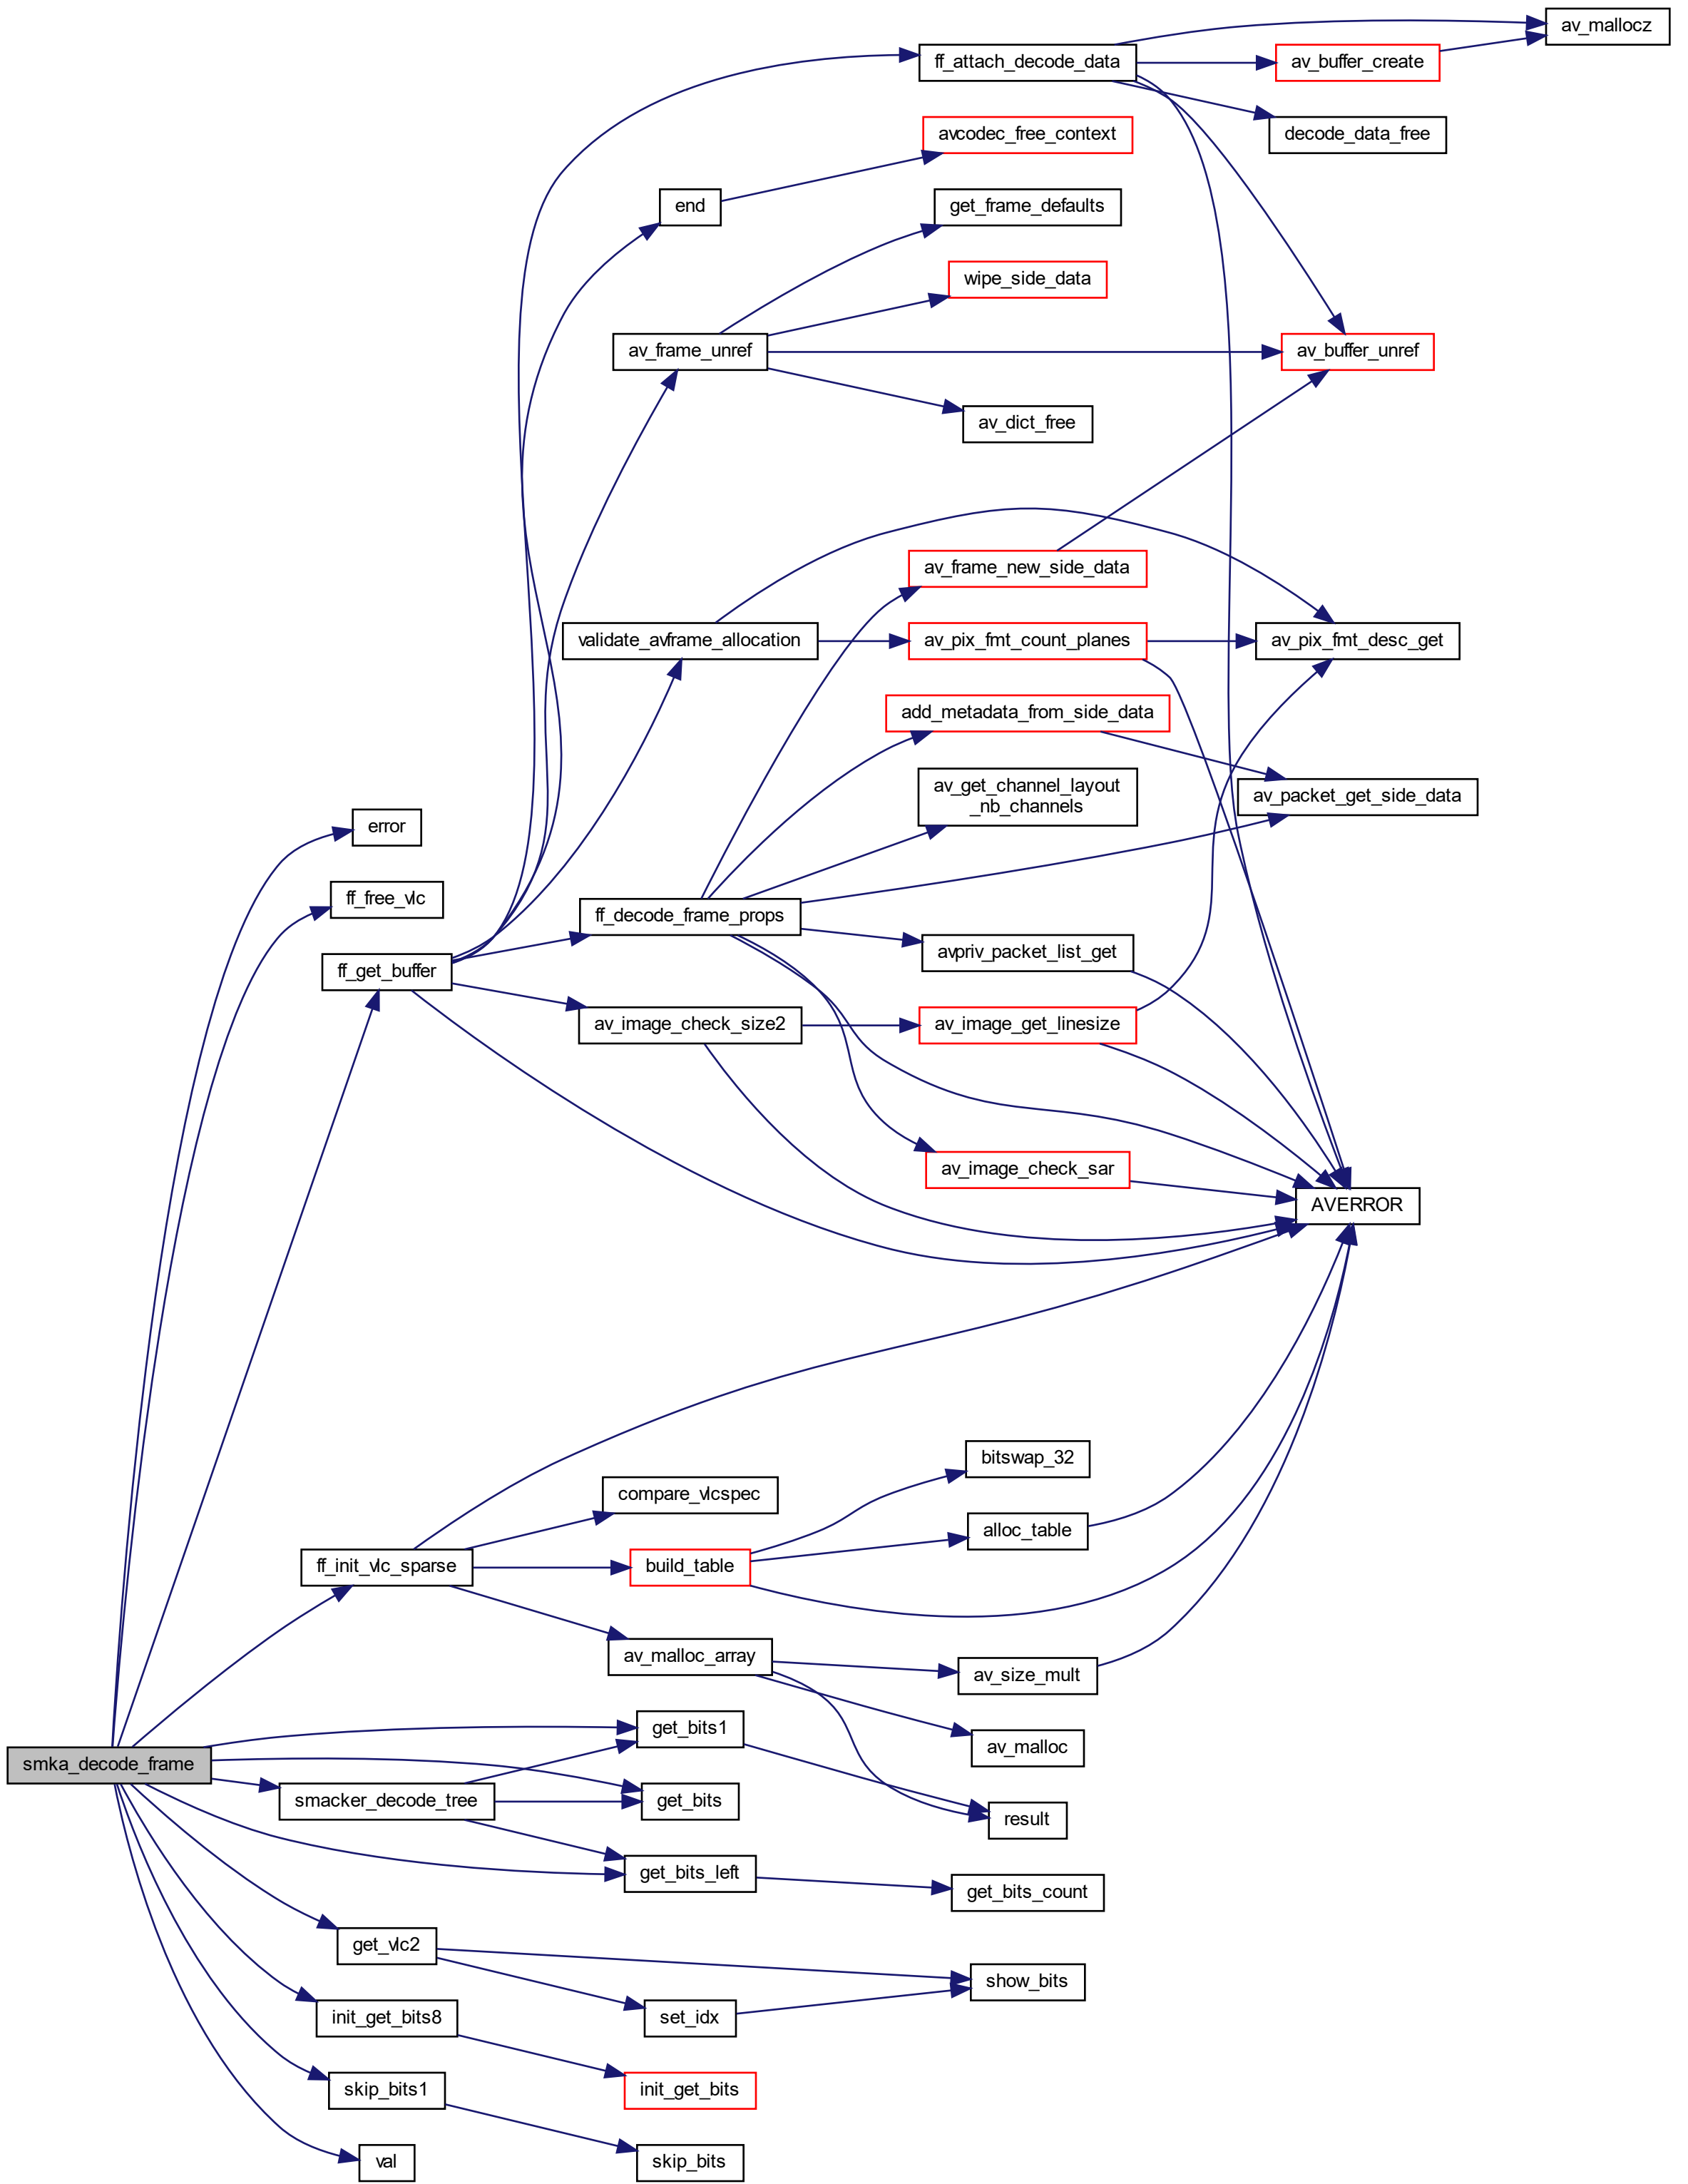 av_mallocz
ff_attach_decode_data
av_buffer_create
avcodec_free_context
decode_data_free
end
get_frame_defaults
wipe_side_data
av_frame_unref
av_buffer_unref
av_dict_free
av_frame_new_side_data
validate_avframe_allocation
av_pix_fmt_count_planes
av_pix_fmt_desc_get
add_metadata_from_side_data
av_get_channel_layout
_nb_channels
av_packet_get_side_data
error
ff_free_vlc
ff_decode_frame_props
avpriv_packet_list_get
ff_get_buffer
av_image_check_size2
av_image_get_linesize
av_image_check_sar
AVERROR
bitswap_32
compare_vlcspec
alloc_table
ff_init_vlc_sparse
build_table
av_malloc_array
av_size_mult
get_bits1
av_malloc
smka_decode_frame
smacker_decode_tree
get_bits
result
get_bits_left
get_bits_count
get_vlc2
show_bits
set_idx
init_get_bits8
init_get_bits
skip_bits1
val
skip_bits